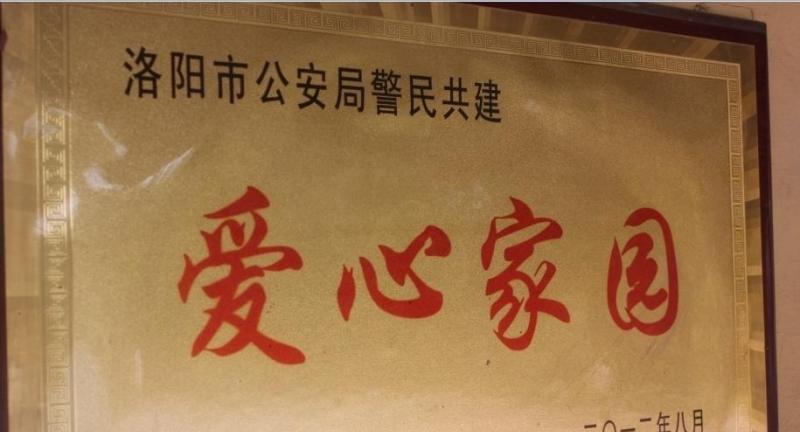 洛阳市公安局警民共建
爱心家园
二〇一二年八月